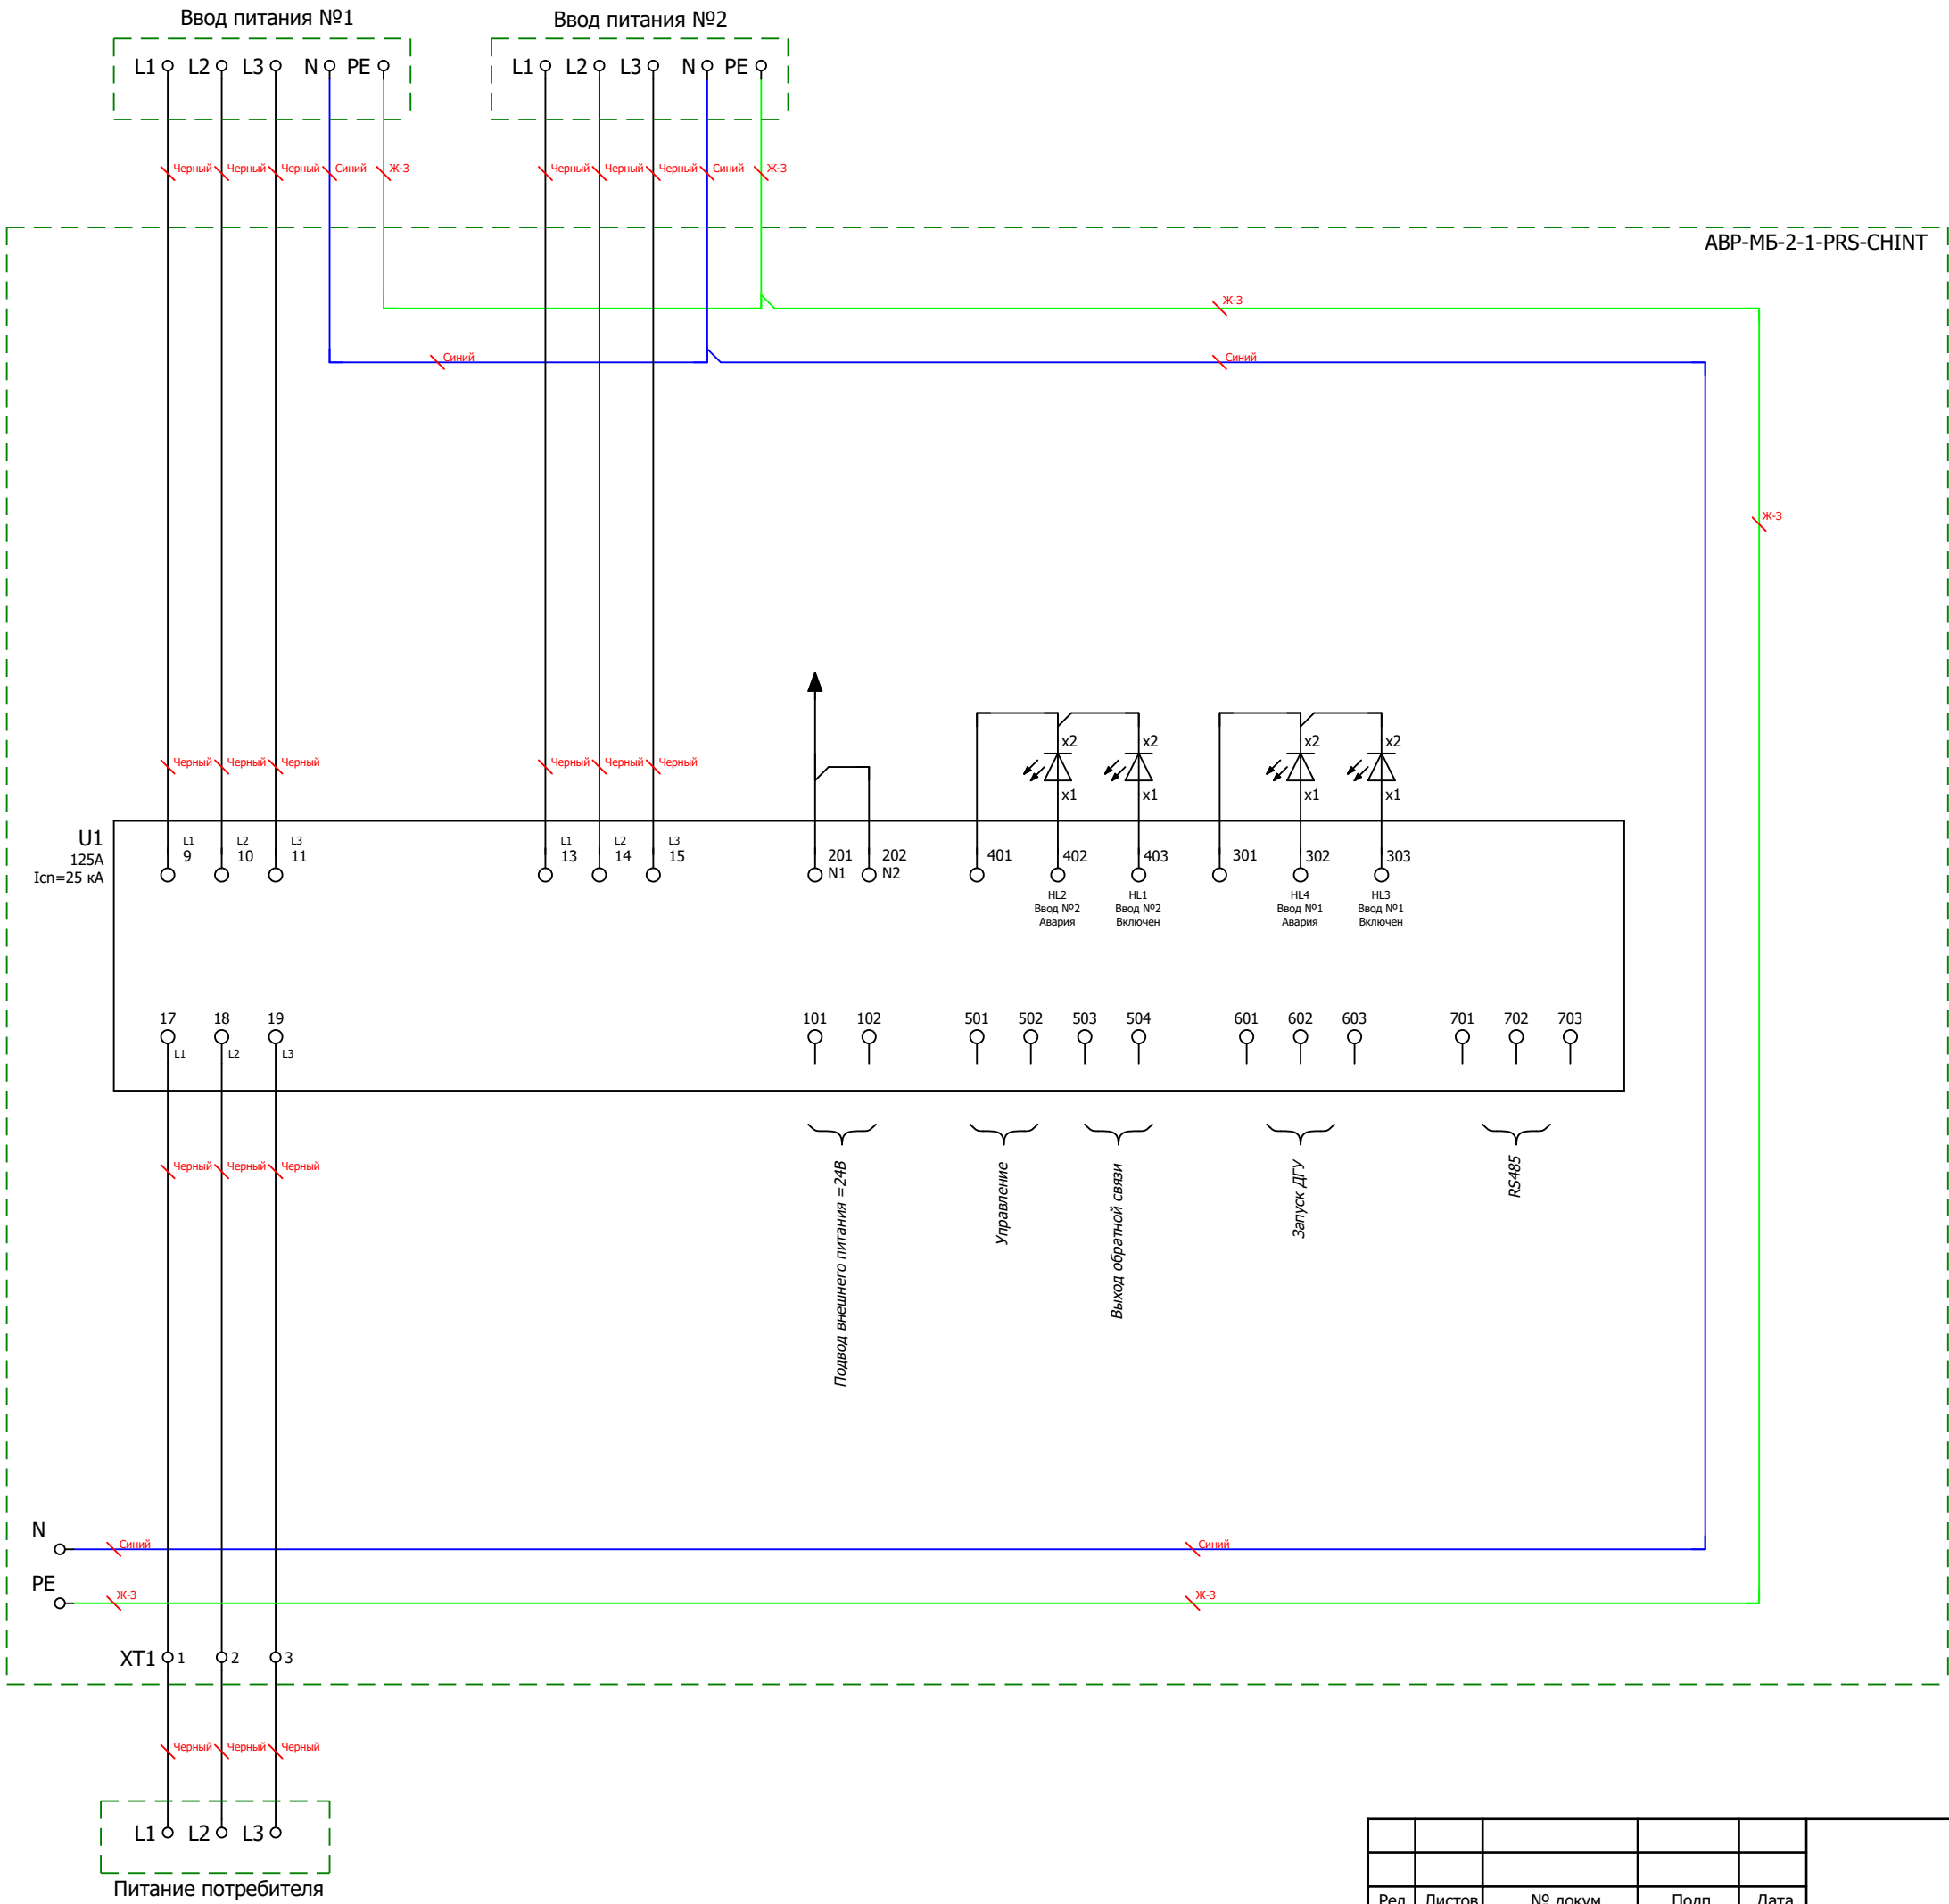 Ввод питания №1
Ввод питания №2
L1 L2 L3 N PE
L1 L2 L3 N PE
Черный Черный Черный Синий Ж-З
Черный Черный Черный Синий Ж-З
АВР-МБ-2-1-PRS-CHINT
Ж-З
Синий
Синий
Ж-З
Черный Черный Черный
Черный Черный Черный
x2 x2 x2 x2
x1 x1 x1 x1
U1
125А
Icn=25 кА
L1 L2 L3
9 10 11
L1 L2 L3
13 14 15
201 202
N1 N2
401 402 403 301 302 303
HL2
Ввод №2
Авария
HL1
Ввод №2
Включен
HL4
Ввод №1
Авария
HL3
Ввод №1
Включен
17 18 19
L1 L2 L3
101 102 501 502 503 504 601 602 603 701 702 703
Подвод внешнего питания =24В
Управление
Выход обратной связи
Запуск ДГУ
RS485
Черный Черный Черный
N
Синий
Синий
PE
Ж-З
Ж-З
XT1 1 2 3
Черный Черный Черный
L1 L2 L3
Питание потребителя
Ред Листов № докум Подп Дата